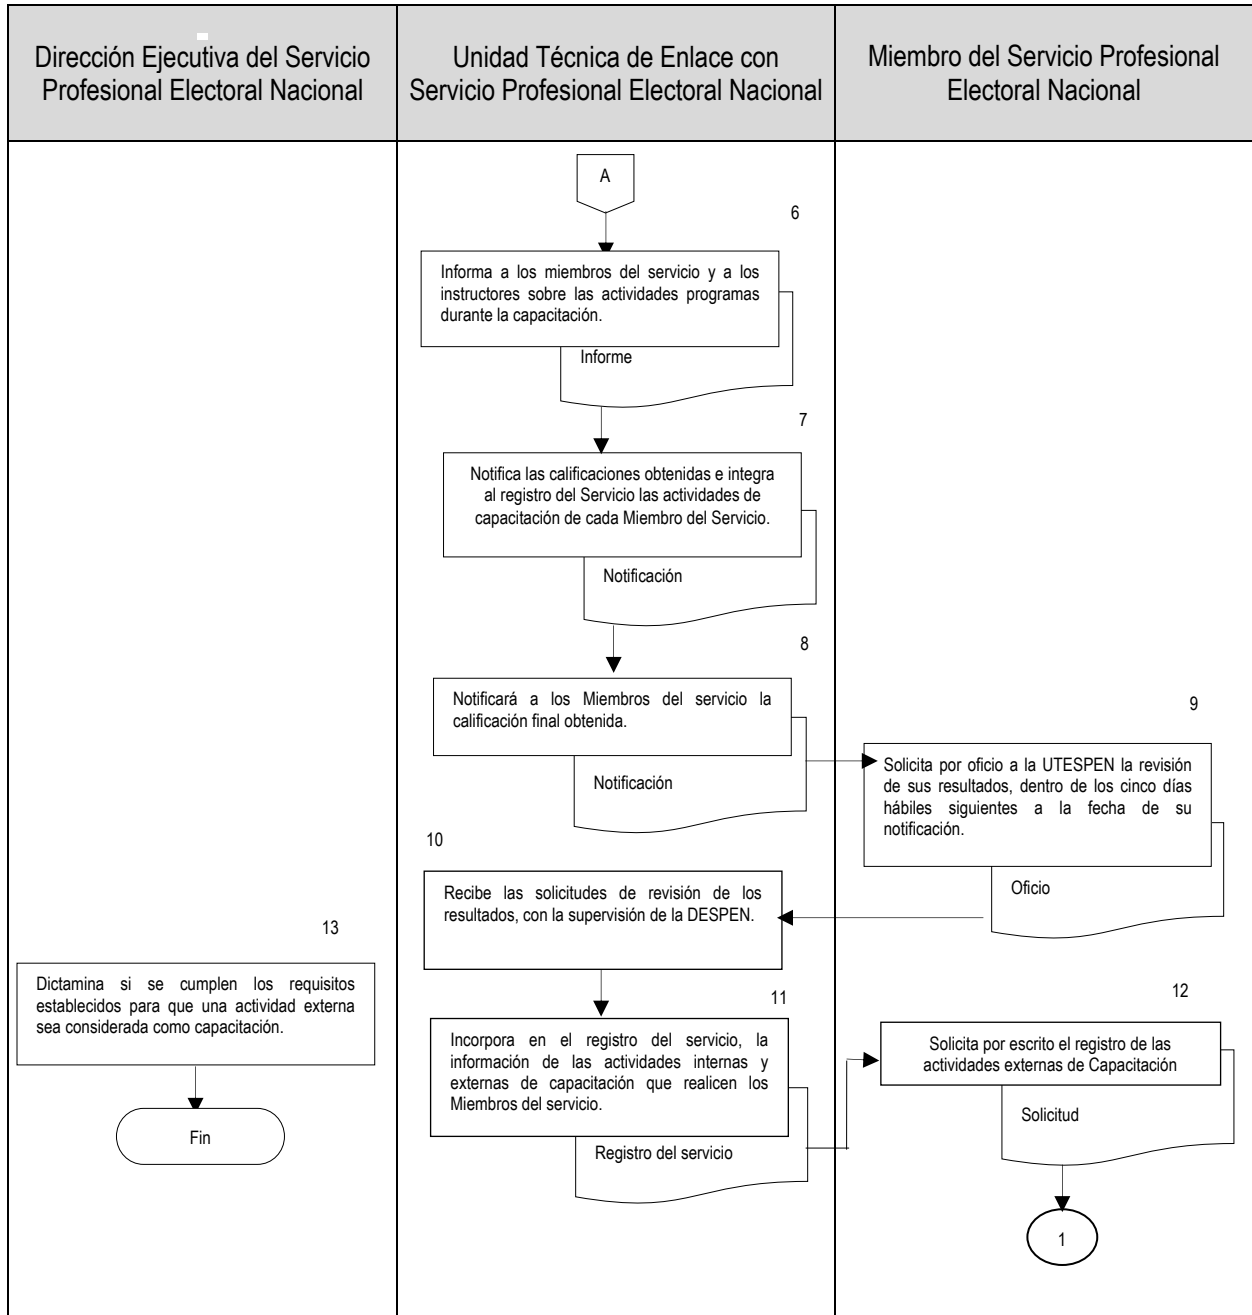 Dirección Ejecutiva del Servicio
Profesional Electoral Nacional
Unidad Técnica de Enlace con
Servicio Profesional Electoral Nacional
Miembro del Servicio Profesional
Electoral Nacional
A
6
Informa a los miembros del servicio y a los
instructores sobre las actividades programas
durante la capacitación.
Informe
7
Notifica las calificaciones obtenidas e integra
al registro del Servicio las actividades de
capacitación de cada Miembro del Servicio.
Notificación
8
Notificará a los Miembros del servicio la
calificación final obtenida.
Notificación
9
Solicita por oficio a la UTESPEN la revisión
de sus resultados, dentro de los cinco días
hábiles siguientes a la fecha de su
notificación.
Oficio
10
Recibe las solicitudes de revisión de los
resultados, con la supervisión de la DESPEN.
11
Incorpora en el registro del servicio, la
información de las actividades internas y
externas de capacitación que realicen los
Miembros del servicio.
Registro del servicio
12
Solicita por escrito el registro de las
actividades externas de Capacitación
Solicitud
1
13
Dictamina si se cumplen los requisitos
establecidos para que una actividad externa
sea considerada como capacitación.
Fin